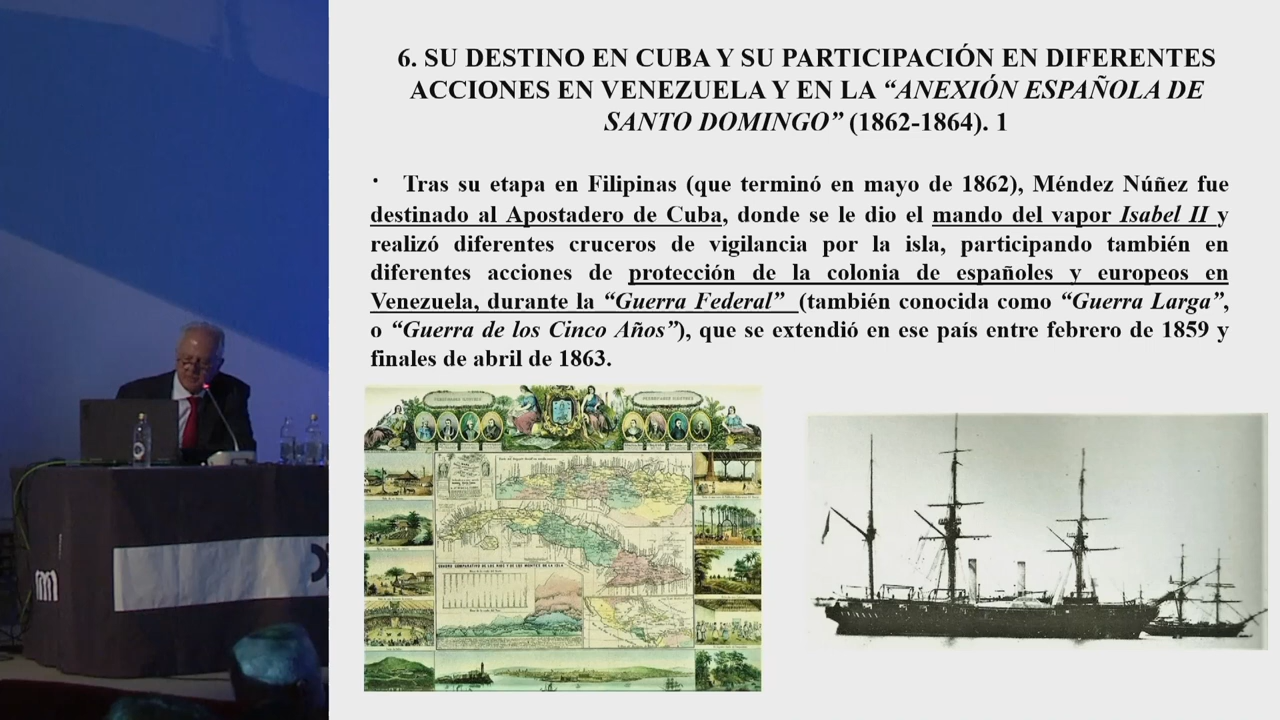 6. SU DESTINO EN CUBA Y SU PARTICIPACIÓN EN DIFERENTES
ACCIONES EN VENEZUELA Y EN LA “ANEXIÓN ESPAÑOLA DE
SANTO DOMINGO” (1862-1864). 1
· Tras su etapa en Filipinas (que terminó en mayo de 1862), Méndez Núñez fue
destinado al Apostadero de Cuba, donde se le dio el mando del vapor Isabel II y
realizó diferentes cruceros de vigilancia por la isla, participando también en
diferentes acciones de protección de la colonia de españoles y europeos en
Venezuela, durante la “Guerra Federal” (también conocida como “Guerra Larga”,
o “Guerra de los Cinco Años”), que se extendió en ese país entre febrero de 1859 y
finales de abril de 1863.